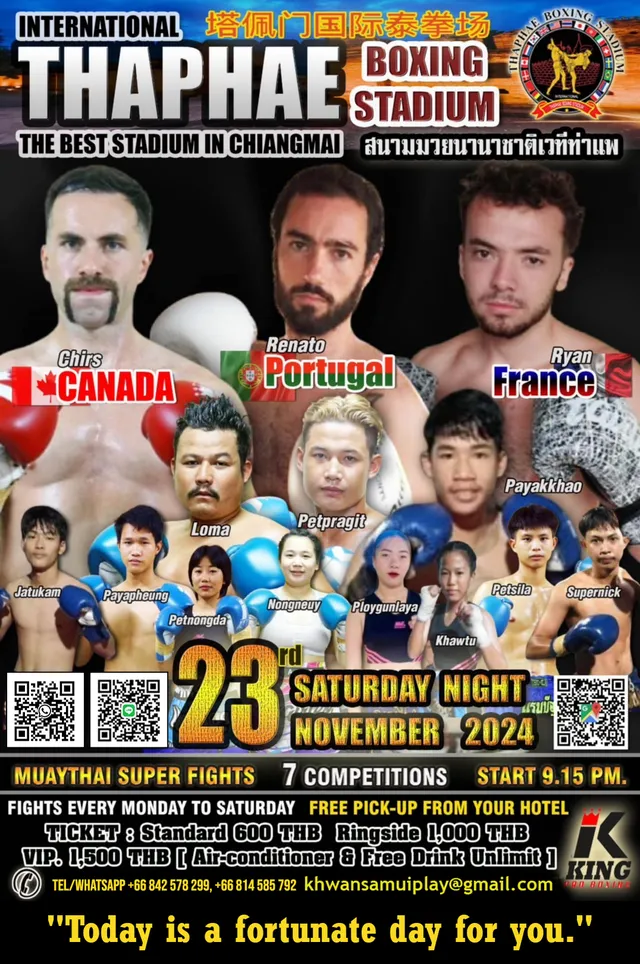 INTERNATIONAL 塔佩门国际泰拳场
THAPHAE BOXING STADIUM
THAPHAE BOXING STADIUM
THE BEST STADIUM IN CHIANGMAI สนามมวยนานาชาติเวทีท่าแพ
Chirs
CANADA
Renato
Portugal
Ryan
France
Loma
Petpragit
Payakkhao
Jatukam
Payapheung
Petnongda
Nongneuy
Ploygunlaya
Khawtu
Petsila
Supernick
23rd SATURDAY NIGHT
NOVEMBER 2024
MUAYTHAI SUPER FIGHTS 7 COMPETITIONS START 9.15 PM.
FIGHTS EVERY MONDAY TO SATURDAY FREE PICK-UP FROM YOUR HOTEL
TICKET : Standard 600 THB Ringside 1,000 THB
VIP. 1,500 THB [ Air-conditioner & Free Drink Unlimit ]
TEL/WHATSAPP +66 842 578 299, +66 814 585 792 khwansamuiplay@gmail.com
K
KING
PRO BOXING
"Today is a fortunate day for you."